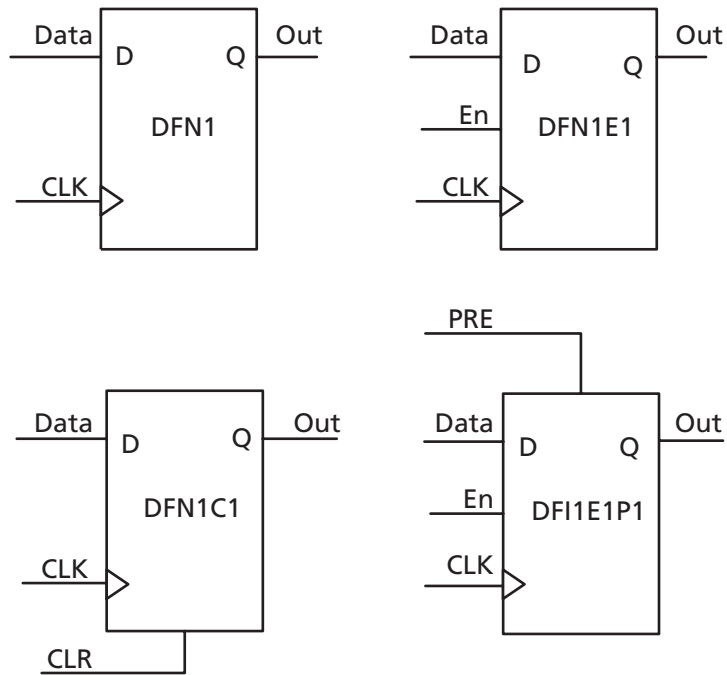 Data
Out
D
Q
DFN1
CLK
Data
Out
D
Q
En
DFN1E1
CLK
Data
Out
D
Q
DFN1C1
CLK
CLR
PRE
Data
Out
D
Q
En
DFI1E1P1
CLK